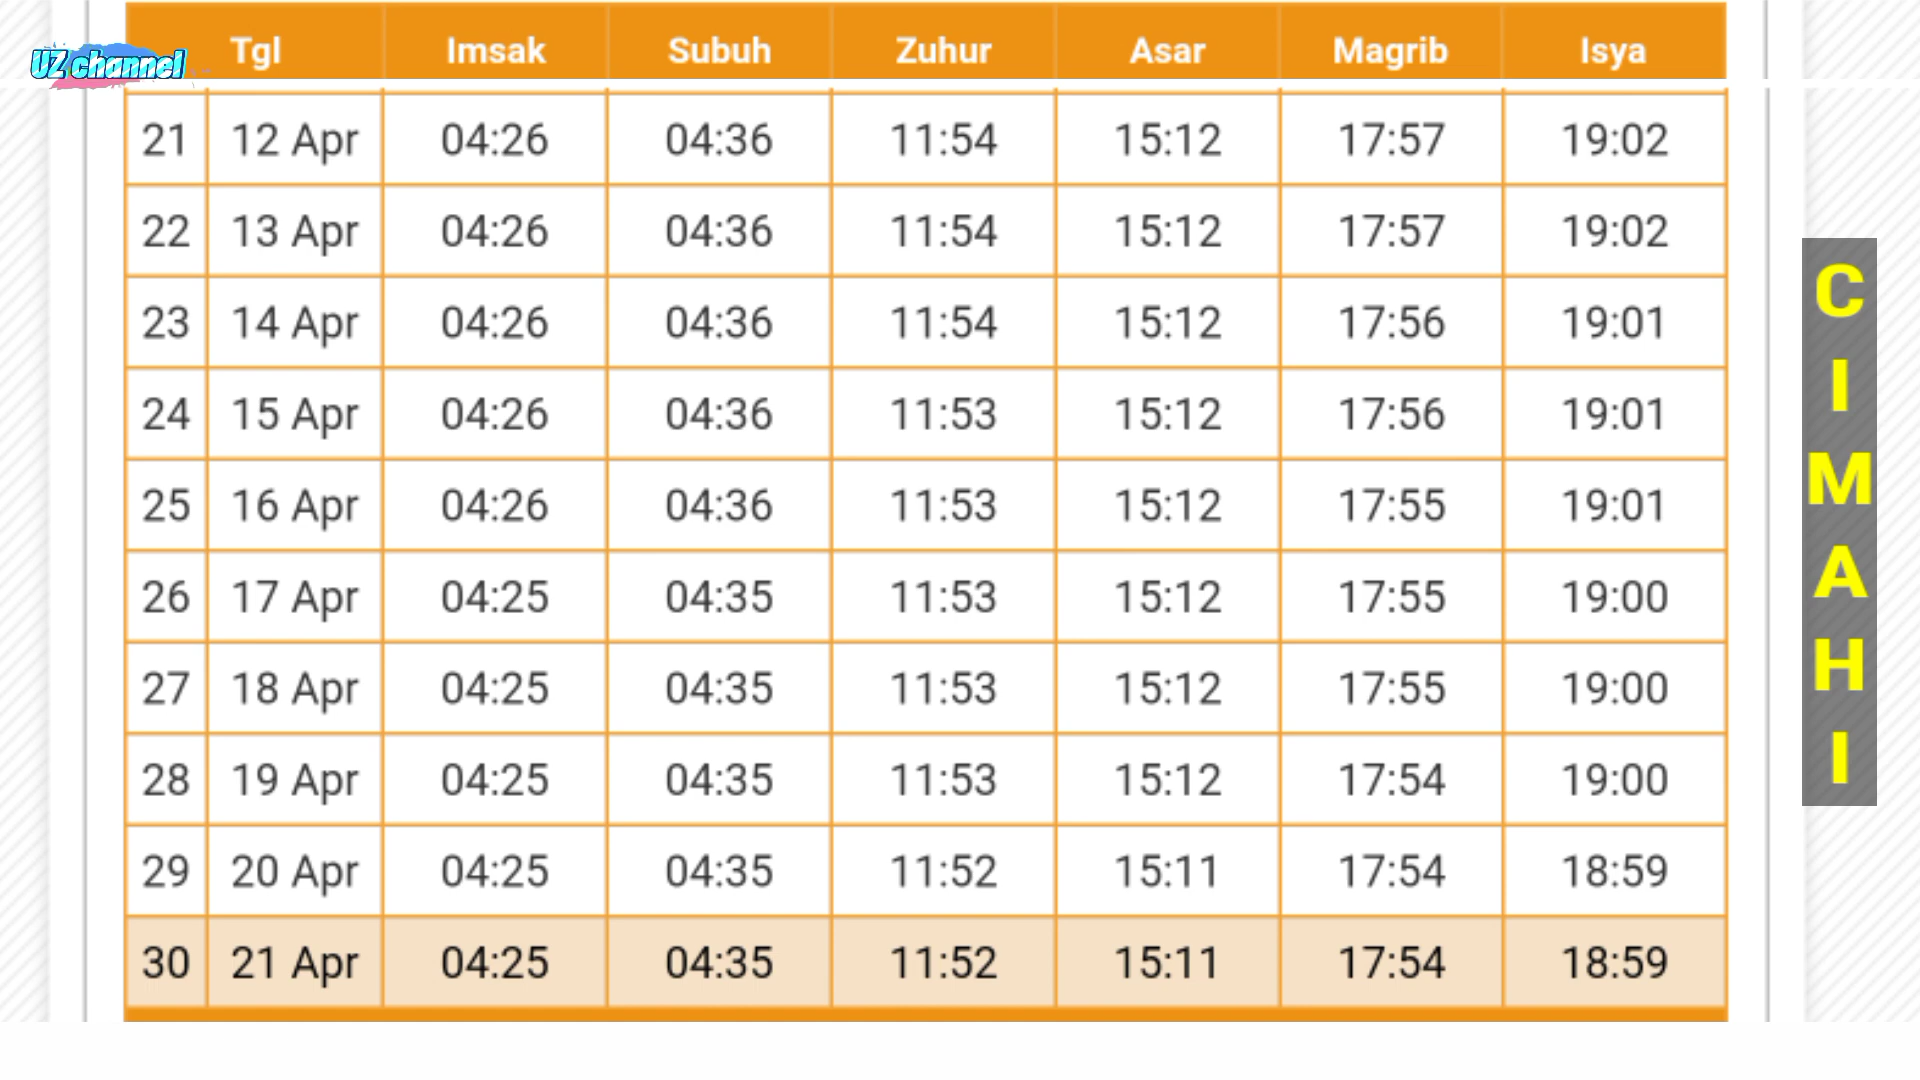 UZ channel
Tgl Imsak Subuh Zuhur Asar Magrib Isya
21 12 Apr 04:26 04:36 11:54 15:12 17:57 19:02
22 13 Apr 04:26 04:36 11:54 15:12 17:57 19:02
23 14 Apr 04:26 04:36 11:54 15:12 17:56 19:01
24 15 Apr 04:26 04:36 11:53 15:12 17:56 19:01
25 16 Apr 04:26 04:36 11:53 15:12 17:55 19:01
26 17 Apr 04:25 04:35 11:53 15:12 17:55 19:00
27 18 Apr 04:25 04:35 11:53 15:12 17:55 19:00
28 19 Apr 04:25 04:35 11:53 15:12 17:54 19:00
29 20 Apr 04:25 04:35 11:52 15:11 17:54 18:59
30 21 Apr 04:25 04:35 11:52 15:11 17:54 18:59
CIMAHI